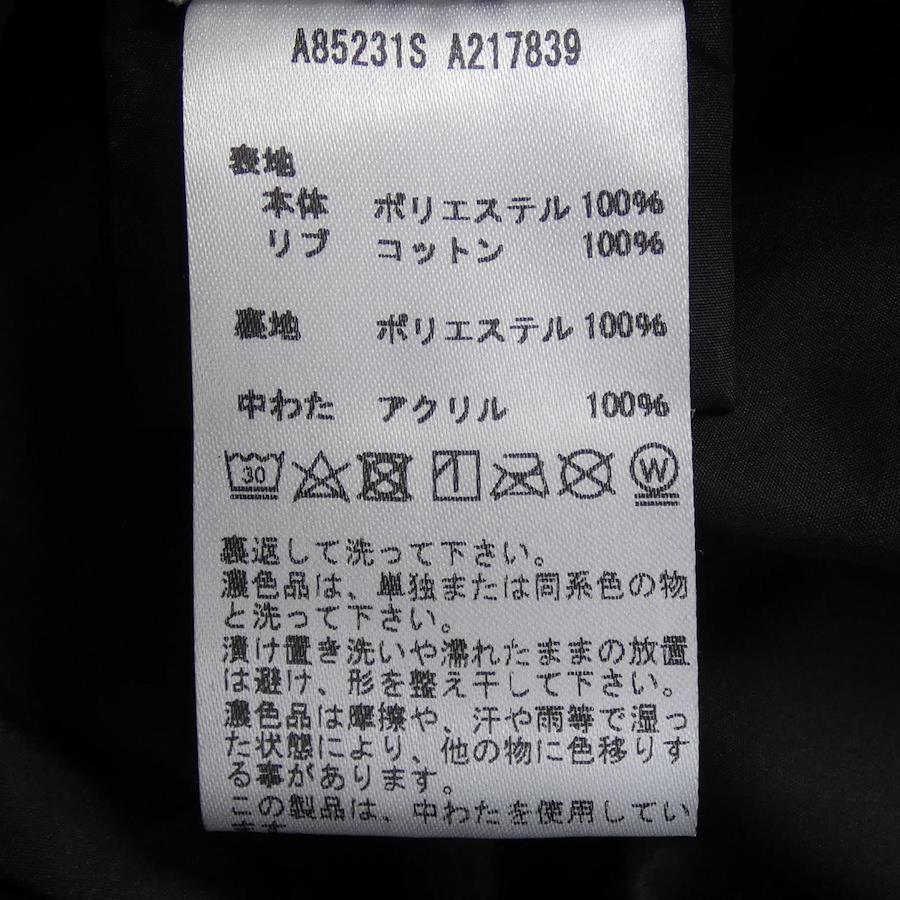 A85231S A217839
表地
本体 ポリエステル 100%
リブ コットン 100%
裏地 ポリエステル 100%
中わた アクリル 100%
30 W
裏返して洗って下さい。
濃色品は、単独または同系色の物
と洗って下さい。
漬け置き洗いや濡れたままの放置
は避け、形を整え干して下さい。
濃色品は摩擦や、汗や雨等で湿っ
た状態により、他の物に色移りす
る事があります。
この製品は、中わたを使用してい
ます